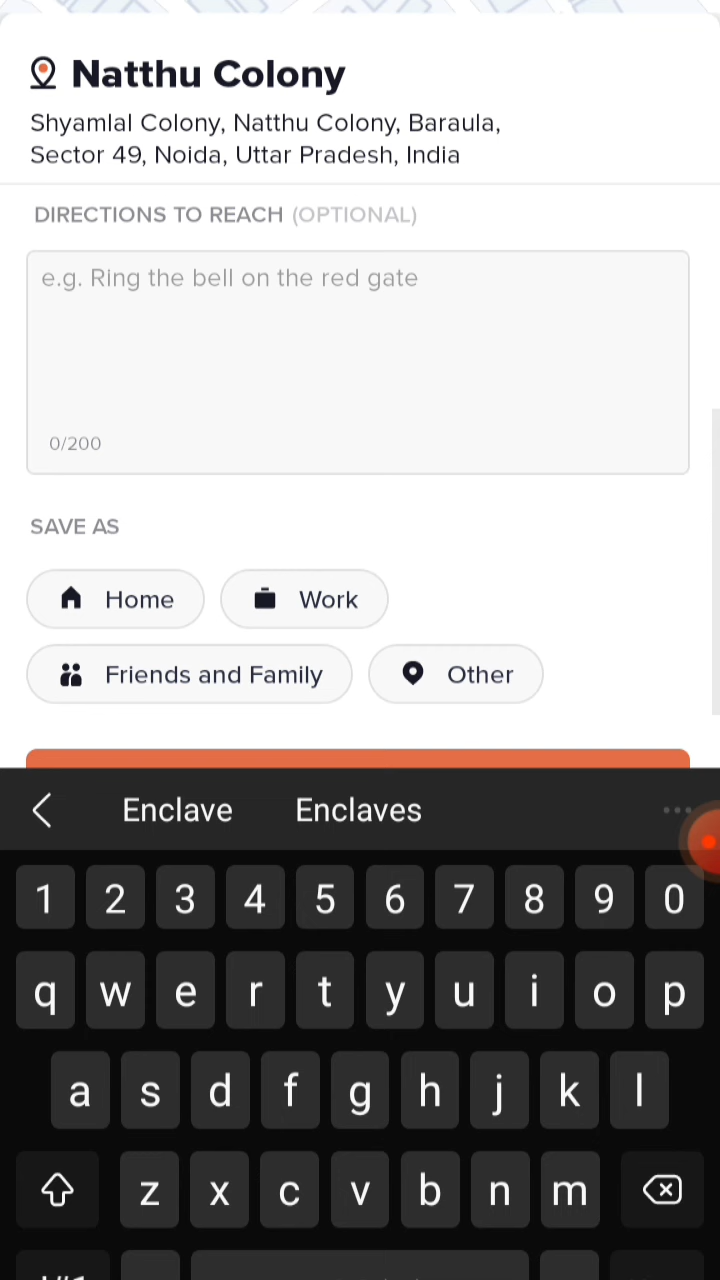 Natthu Colony
Shyamlal Colony, Natthu Colony, Baraula,
Sector 49, Noida, Uttar Pradesh, India
DIRECTIONS TO REACH (OPTIONAL)
e.g. Ring the bell on the red gate
0/200
SAVE AS
Home Work
Friends and Family Other
Enclave Enclaves
1 2 3 4 5 6 7 8 9 0
q w e r t y u i o p
a s d f g h j k l
z x c v b n m